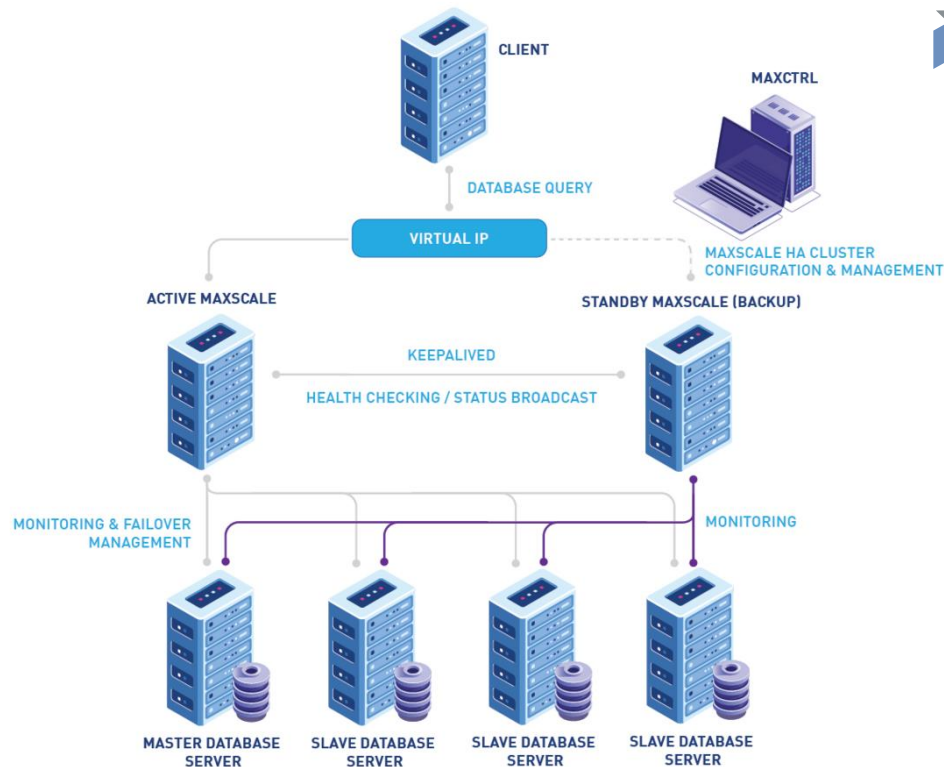 CLIENT
MAXCTRL
DATABASE QUERY
VIRTUAL IP
MAXSCALE HA CLUSTER
CONFIGURATION & MANAGEMENT
ACTIVE MAXSCALE
STANDBY MAXSCALE (BACKUP)
KEEPALIVED
HEALTH CHECKING / STATUS BROADCAST
MONITORING & FAILOVER
MANAGEMENT
MONITORING
MASTER DATABASE
SERVER
SLAVE DATABASE
SERVER
SLAVE DATABASE
SERVER
SLAVE DATABASE
SERVER